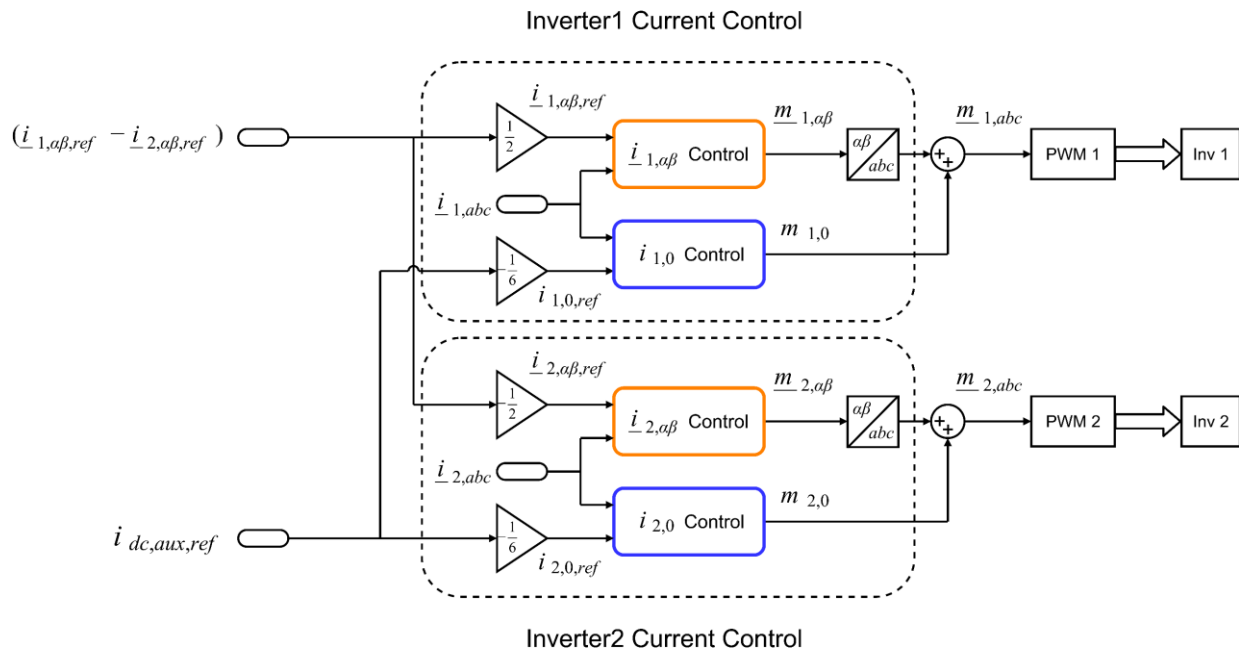 Inverter1 Current Control
(i 1,αβ,ref − i 2,αβ,ref )
1/2
i 1,αβ,ref
i 1,αβ Control
m 1,αβ
αβ
abc
+
+
m 1,abc
PWM 1
Inv 1
i 1,abc
−1/6
i 1,0,ref
i 1,0 Control
m 1,0
−1/2
i 2,αβ,ref
i 2,αβ Control
m 2,αβ
αβ
abc
+
+
m 2,abc
PWM 2
Inv 2
i 2,abc
i dc,aux,ref
−1/6
i 2,0,ref
i 2,0 Control
m 2,0
Inverter2 Current Control